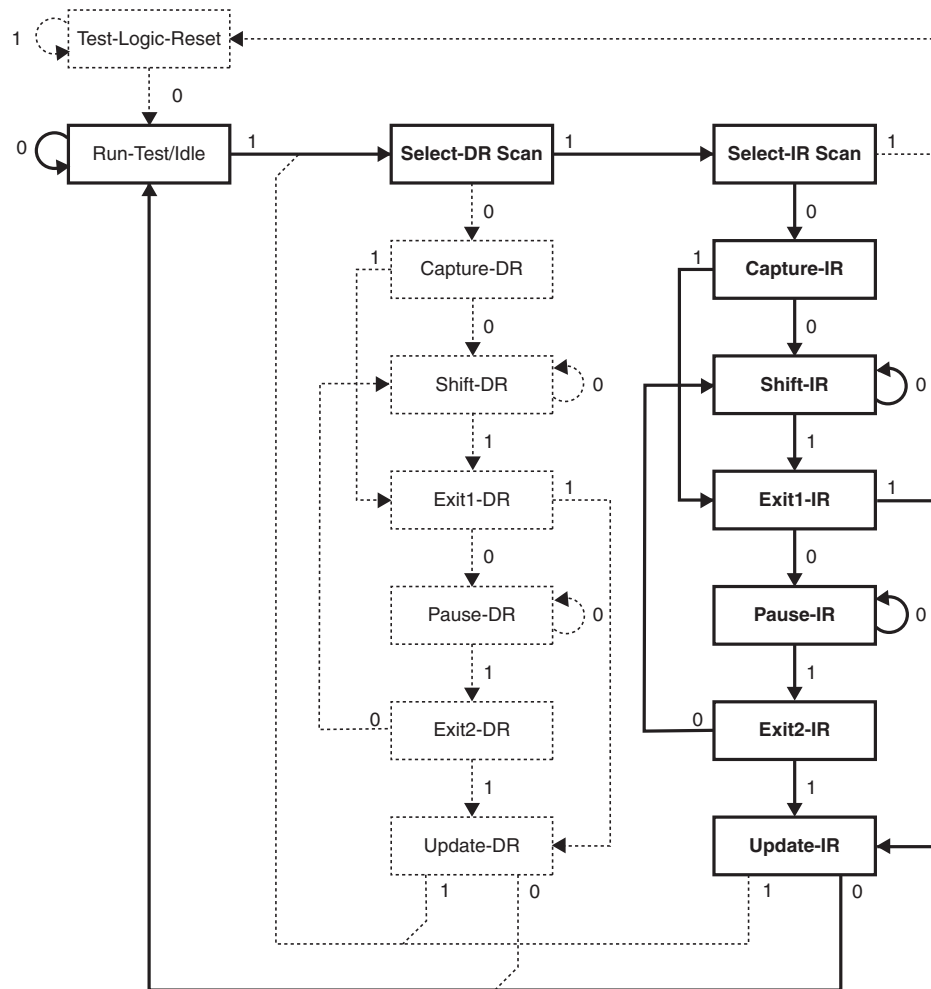 Test-Logic-Reset
1
0
0
Run-Test/Idle
1
Select-DR Scan
1
Select-IR Scan
1
0
0
1
Capture-DR
1
Capture-IR
0
0
Shift-DR
0
Shift-IR
0
1
1
Exit1-DR
1
Exit1-IR
1
0
0
Pause-DR
0
Pause-IR
0
1
1
0
Exit2-DR
0
Exit2-IR
1
1
Update-DR
Update-IR
1
0
1
0